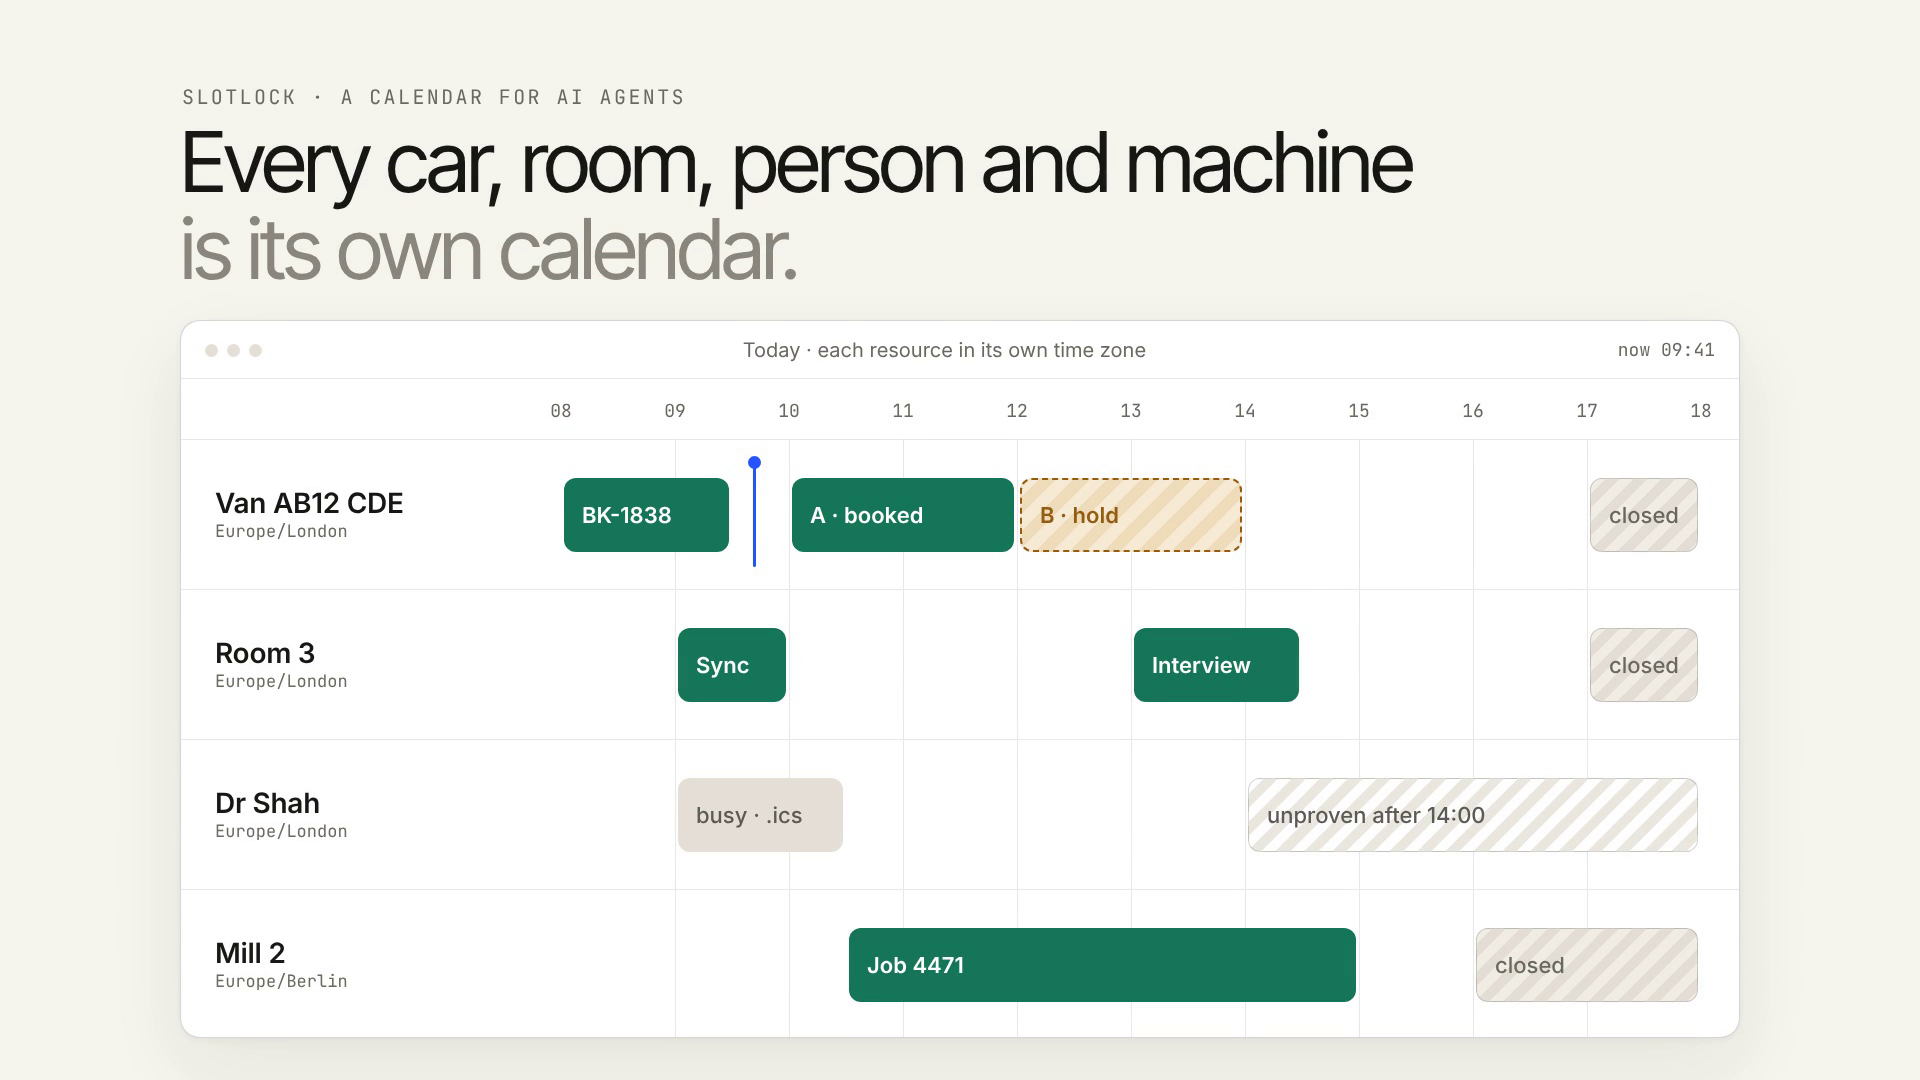 SLOTLOCK · A CALENDAR FOR AI AGENTS
Every car, room, person and machine
is its own calendar.
Today · each resource in its own time zone
now 09:41
08 09 10 11 12 13 14 15 16 17 18
Van AB12 CDE
Europe/London
BK-1838
A · booked
B · hold
closed
Room 3
Europe/London
Sync
Interview
closed
Dr Shah
Europe/London
busy · .ics
unproven after 14:00
Mill 2
Europe/Berlin
Job 4471
closed